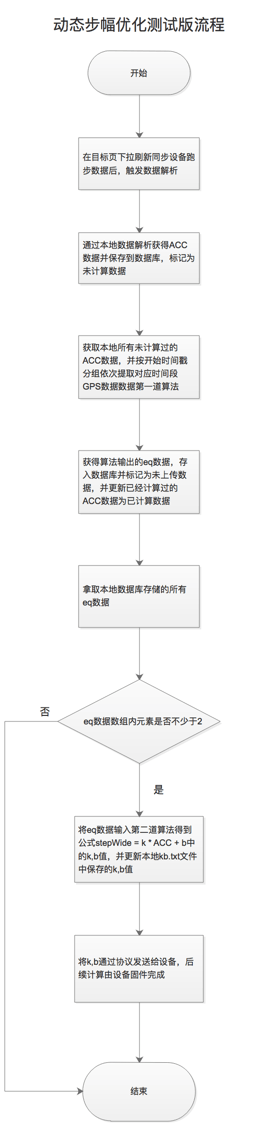 动态步幅优化测试版流程
开始
在目标页下拉刷新同步设备跑
步数据后，触发数据解析
通过本地数据解析获得ACC
数据并保存到数据库，标记为
未计算数据
获取本地所有未计算过的
ACC数据，并按开始时间戳
分组依次提取对应时间段
GPS数据数据第一道算法
获得算法输出的eq数据，存
入数据库并标记为未上传数
据，并更新已经计算过的
ACC数据为已计算数据
拿取本地数据库存储的所有
eq数据
eq数据数组内元素是否不少于2
否
是
将eq数据输入第二道算法得到
公式stepWide = k * ACC + b中
的k,b值，并更新本地kb.txt文件
中保存的k,b值
将k,b通过协议发送给设备，后
续计算由设备固件完成
结束